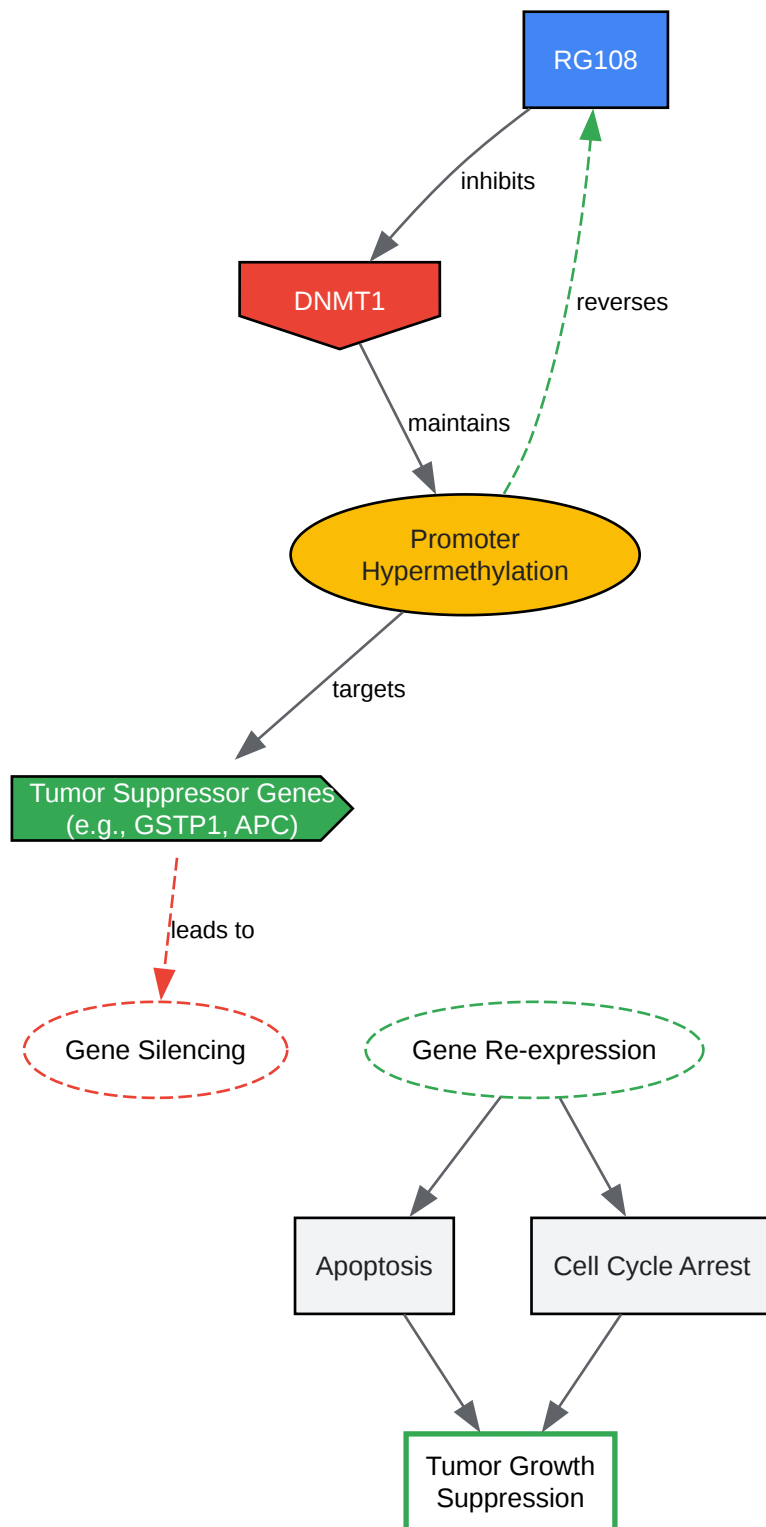 RG108
inhibits
DNMT1
reverses
maintains
Promoter
Hypermethylation
targets
Tumor Suppressor Genes
(e.g., GSTP1, APC)
leads to
Gene Silencing
Gene Re-expression
Apoptosis
Cell Cycle Arrest
Tumor Growth
Suppression